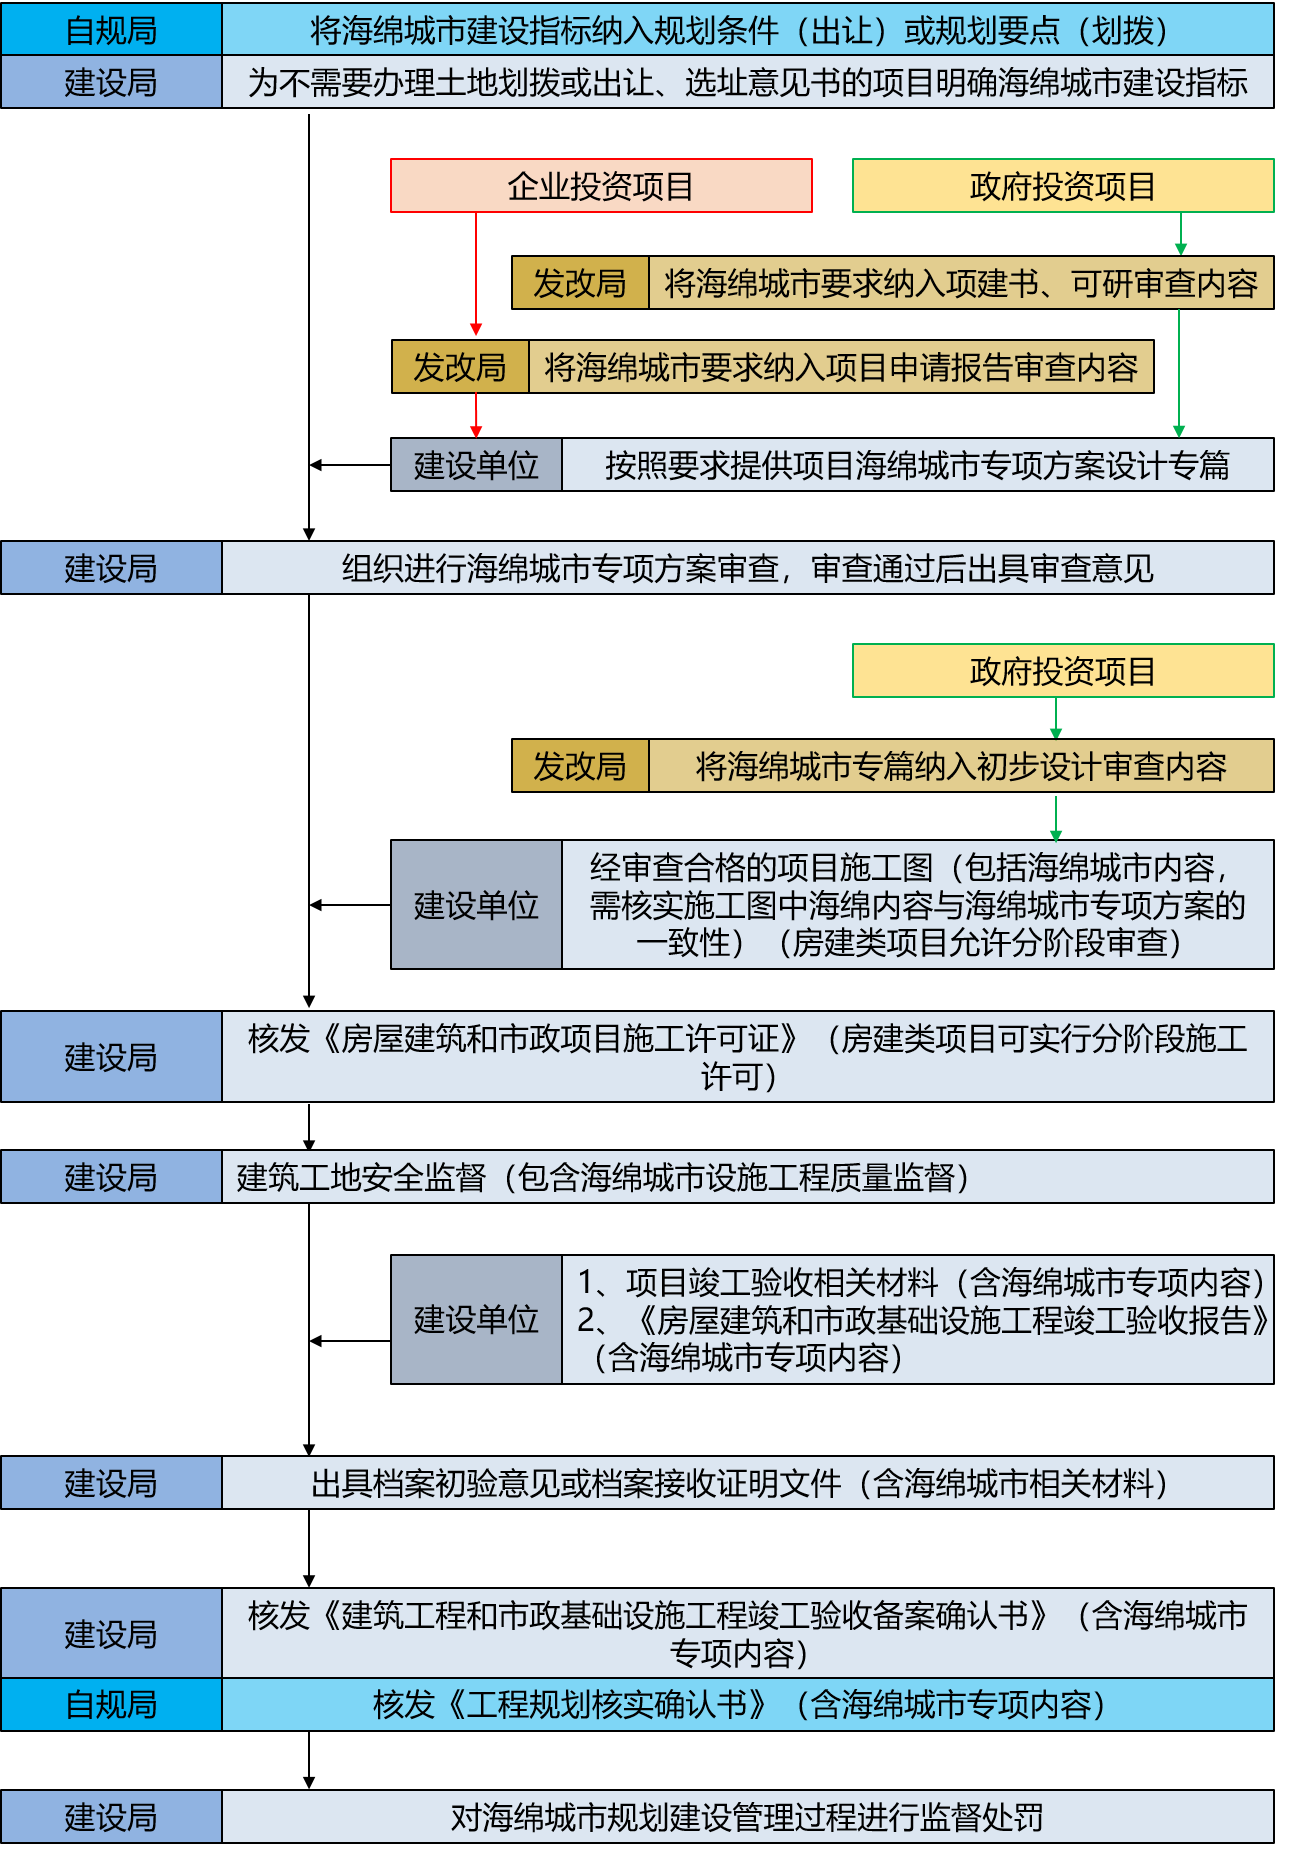 自规局
将海绵城市建设指标纳入规划条件（出让）或规划要点（划拨）
建设局
为不需要办理土地划拨或出让、选址意见书的项目明确海绵城市建设指标
企业投资项目
政府投资项目
发改局
将海绵城市要求纳入项建书、可研审查内容
发改局
将海绵城市要求纳入项目申请报告审查内容
建设单位
按照要求提供项目海绵城市专项方案设计专篇
建设局
组织进行海绵城市专项方案审查，审查通过后出具审查意见
政府投资项目
发改局
将海绵城市专篇纳入初步设计审查内容
建设单位
经审查合格的项目施工图（包括海绵城市内容，
需核实施工图中海绵内容与海绵城市专项方案的
一致性）（房建类项目允许分阶段审查）
建设局
核发《房屋建筑和市政项目施工许可证》（房建类项目可实行分阶段施工
许可）
建设局
建筑工地安全监督（包含海绵城市设施工程质量监督）
建设单位
1、项目竣工验收相关材料（含海绵城市专项内容）
2、《房屋建筑和市政基础设施工程竣工验收报告》
（含海绵城市专项内容）
建设局
出具档案初验意见或档案接收证明文件（含海绵城市相关材料）
建设局
核发《建筑工程和市政基础设施工程竣工验收备案确认书》（含海绵城市
专项内容）
自规局
核发《工程规划核实确认书》（含海绵城市专项内容）
建设局
对海绵城市规划建设管理过程进行监督处罚